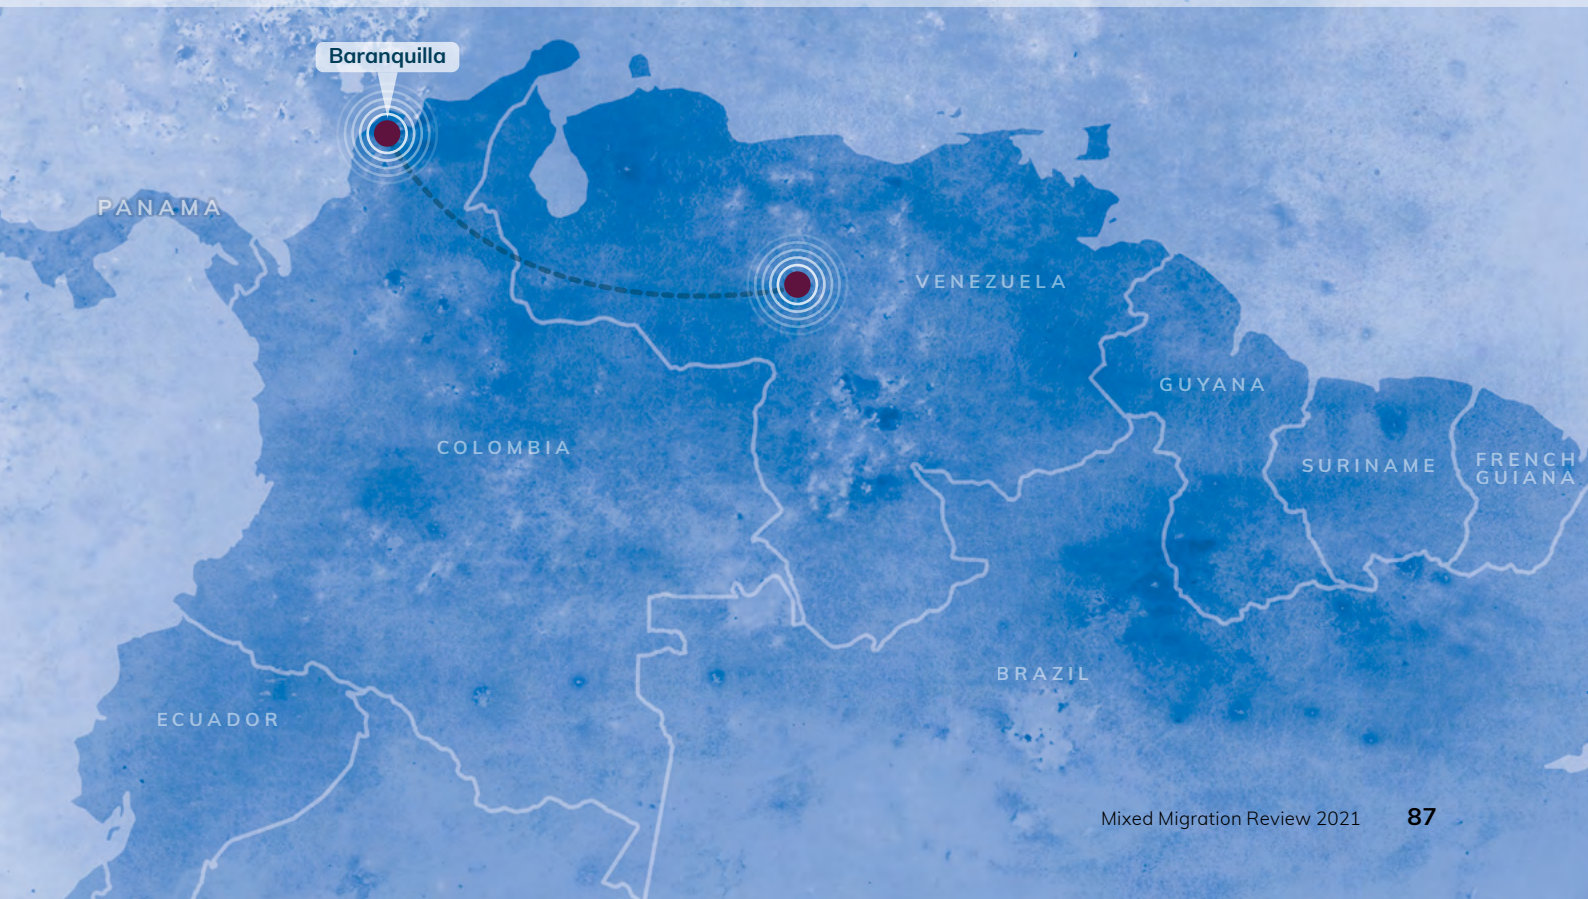 Baranquilla
PANAMA
VENEZUELA
GUYANA
COLOMBIA
SURINAME
FRENCH
GUIANA
BRAZIL
ECUADOR
Mixed Migration Review 2021 87